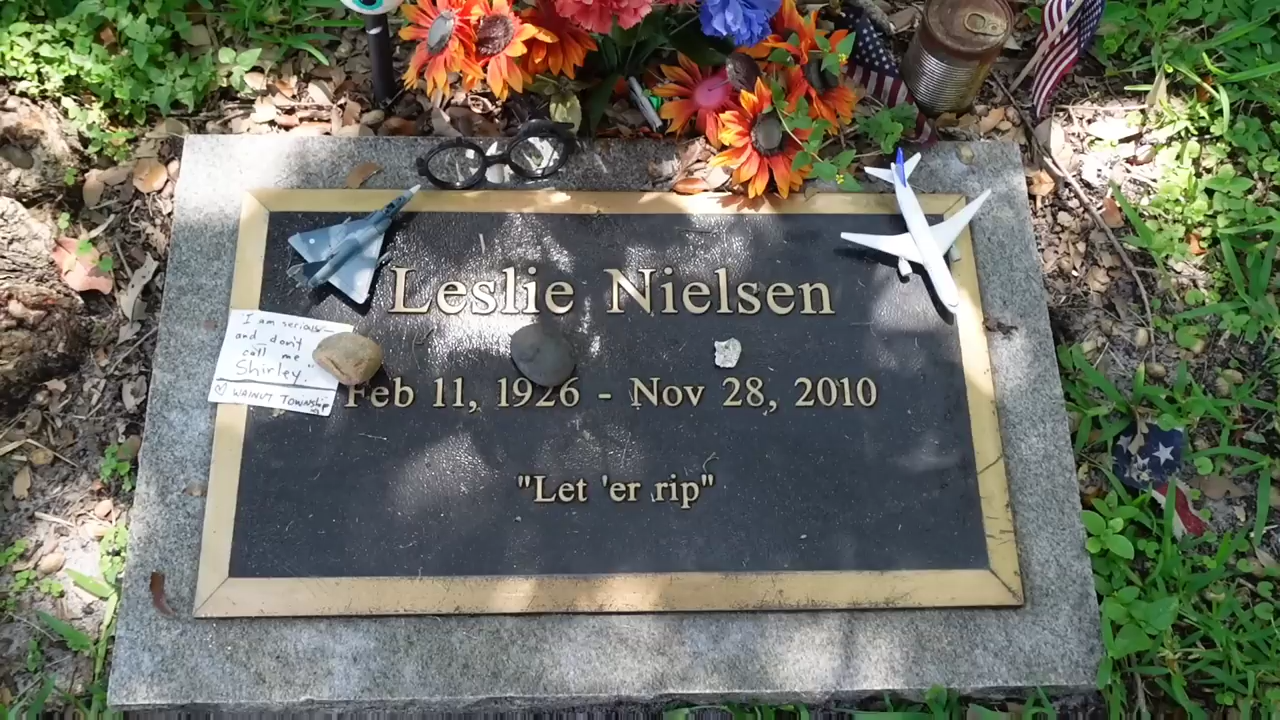 Leslie Nielsen
I am serious—
and don't
call me
Shirley."
♡ WALNUT TOWNSHIP
Feb 11, 1926 - Nov 28, 2010
"Let 'er rip"